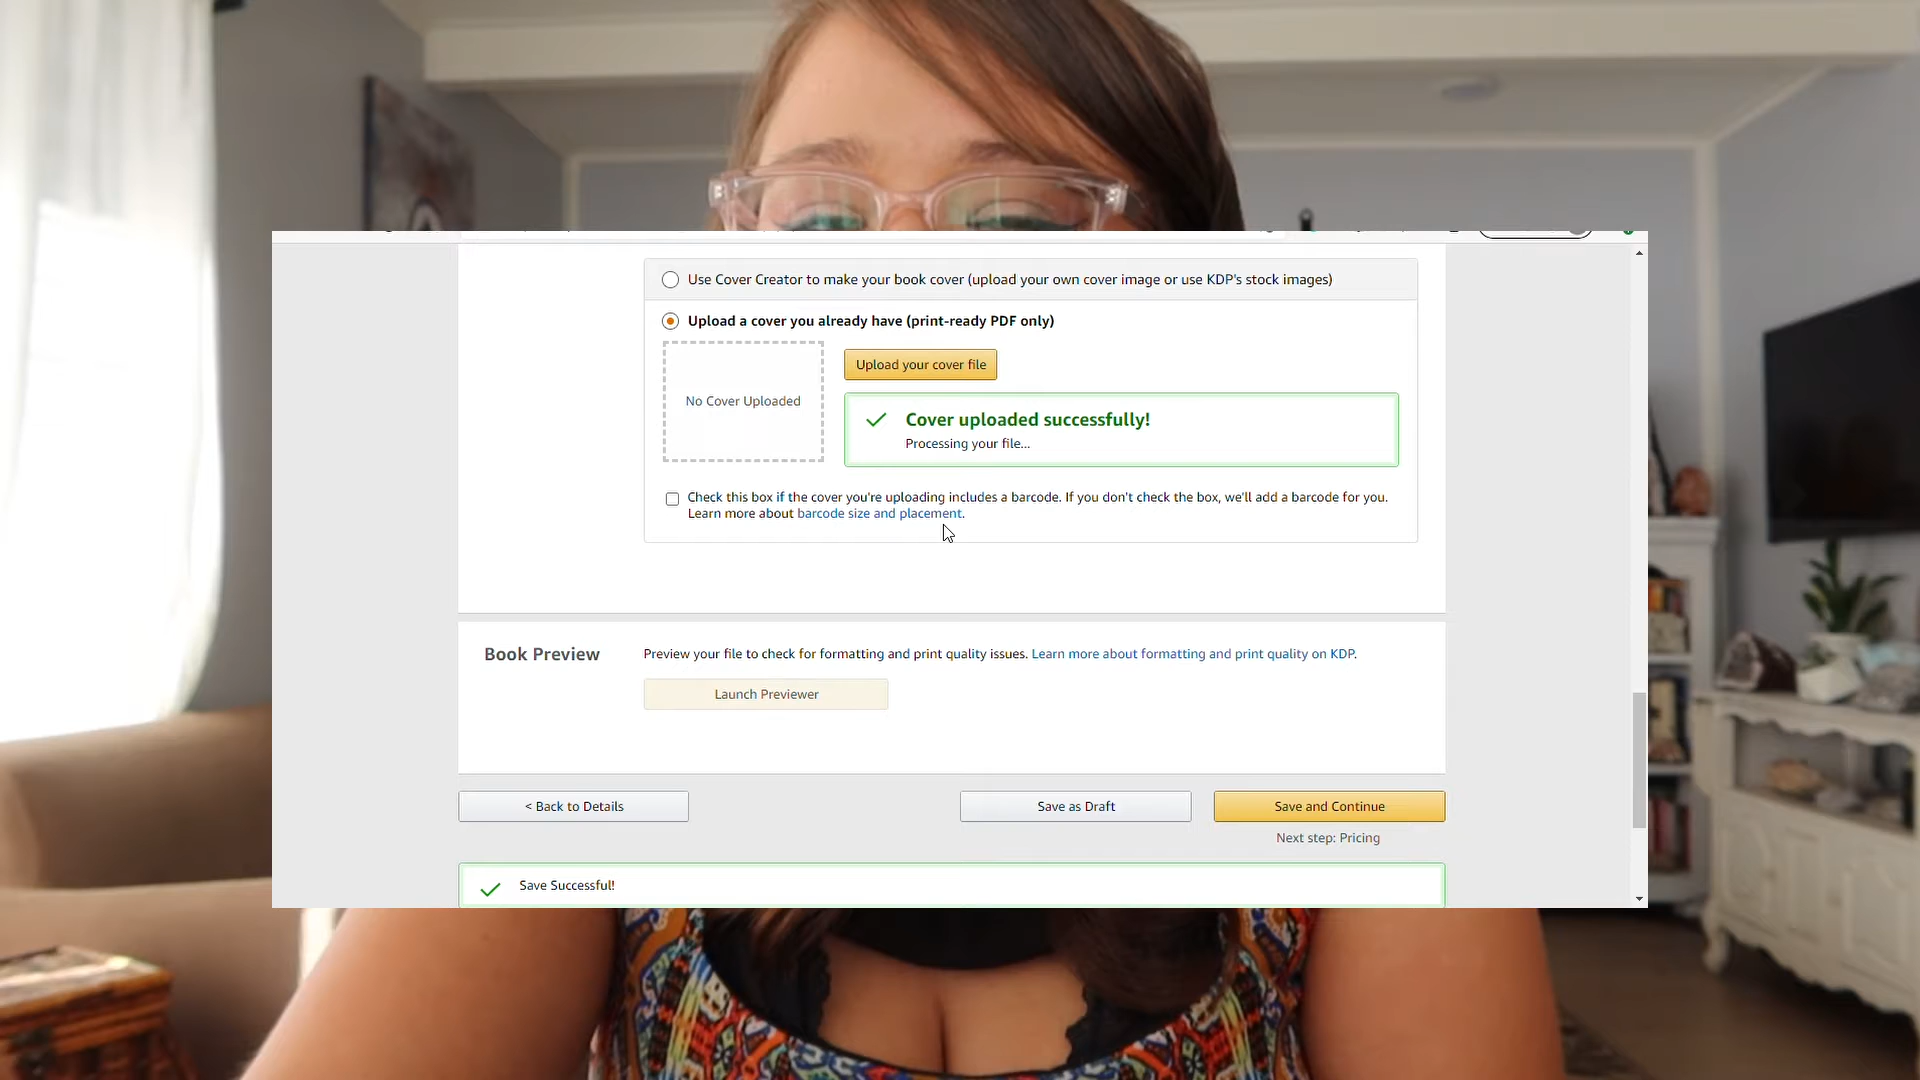 Use Cover Creator to make your book cover (upload your own cover image or use KDP's stock images)
Upload a cover you already have (print-ready PDF only)
No Cover Uploaded
Upload your cover file
Cover uploaded successfully!
Processing your file...
Check this box if the cover you're uploading includes a barcode. If you don't check the box, we'll add a barcode for you.
Learn more about barcode size and placement.
Book Preview
Preview your file to check for formatting and print quality issues. Learn more about formatting and print quality on KDP.
Launch Previewer
< Back to Details
Save as Draft
Save and Continue
Next step: Pricing
Save Successful!